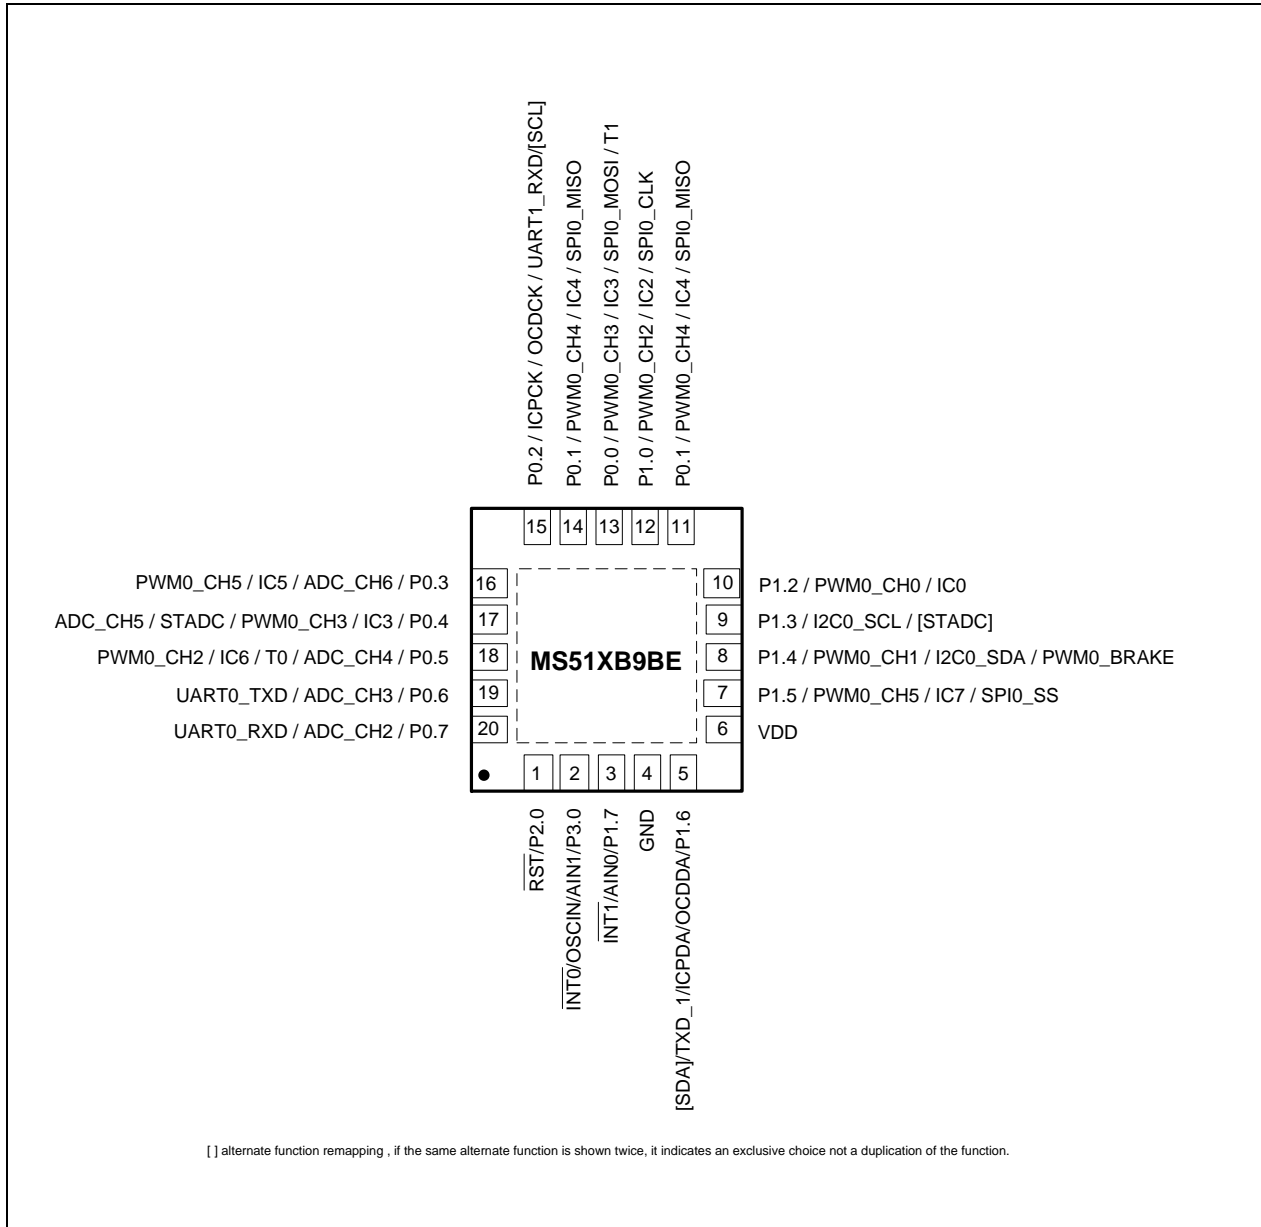 P0.2 / ICPCK / OCDCK / UART1_RXD/[SCL]
P0.1 / PWM0_CH4 / IC4 / SPI0_MISO
P0.0 / PWM0_CH3 / IC3 / SPI0_MOSI / T1
P1.0 / PWM0_CH2 / IC2 / SPI0_CLK
P0.1 / PWM0_CH4 / IC4 / SPI0_MISO
15 14 13 12 11
PWM0_CH5 / IC5 / ADC_CH6 / P0.3
16
10
P1.2 / PWM0_CH0 / IC0
ADC_CH5 / STADC / PWM0_CH3 / IC3 / P0.4
17
9
P1.3 / I2C0_SCL / [STADC]
PWM0_CH2 / IC6 / T0 / ADC_CH4 / P0.5
18
MS51XB9BE
8
P1.4 / PWM0_CH1 / I2C0_SDA / PWM0_BRAKE
UART0_TXD / ADC_CH3 / P0.6
19
7
P1.5 / PWM0_CH5 / IC7 / SPI0_SS
UART0_RXD / ADC_CH2 / P0.7
20
6
VDD
1 2 3 4 5
RST/P2.0
INT0/OSCIN/AIN1/P3.0
INT1/AIN0/P1.7
GND
[SDA]/TXD_1/ICPDA/OCDDA/P1.6
[ ] alternate function remapping , if the same alternate function is shown twice, it indicates an exclusive choice not a duplication of the function.